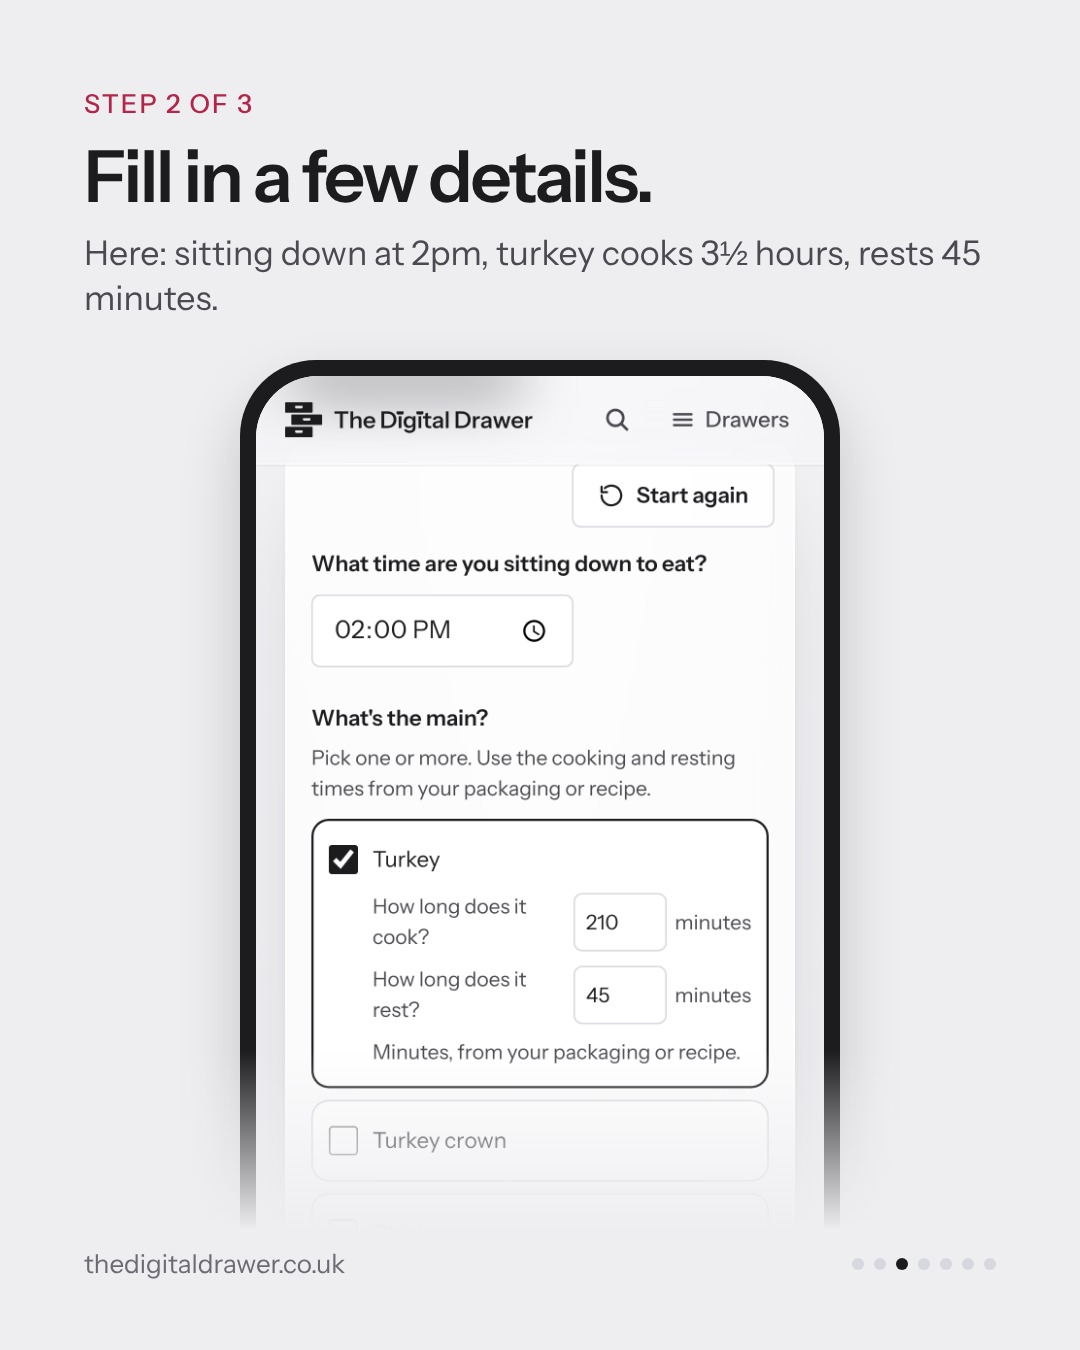 STEP 2 OF 3
Fill in a few details.
Here: sitting down at 2pm, turkey cooks 3½ hours, rests 45
minutes.
The Digital Drawer
Drawers
Start again
What time are you sitting down to eat?
02:00 PM
What's the main?
Pick one or more. Use the cooking and resting
times from your packaging or recipe.
Turkey
How long does it
cook?
210 minutes
How long does it
rest?
45 minutes
Minutes, from your packaging or recipe.
Turkey crown
thedigitaldrawer.co.uk